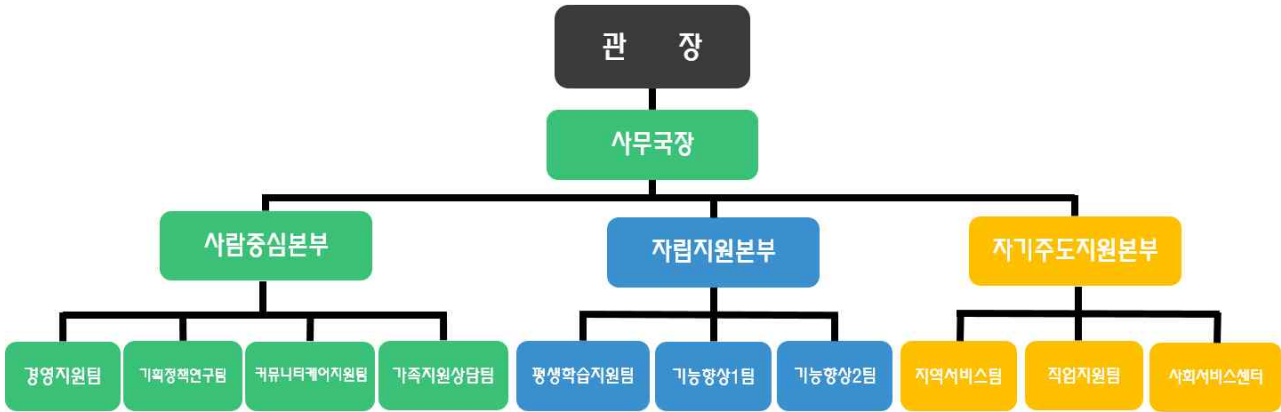 관 장
사무국장
사람중심본부
자립지원본부
자기주도지원본부
경영지원팀
기획정책연구팀
커뮤니티케어지원팀
가족지원상담팀
평생학습지원팀
기능향상1팀
기능향상2팀
지역서비스팀
직업지원팀
사회서비스센터